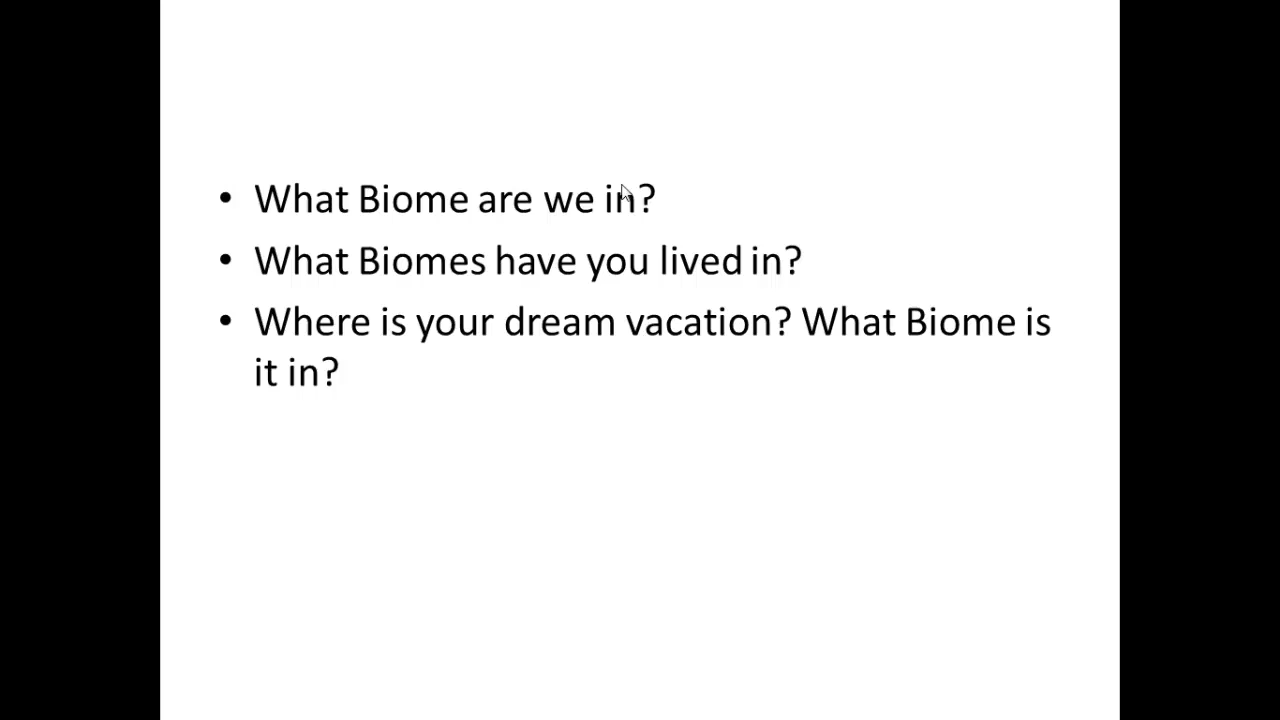 • What Biome are we in?
• What Biomes have you lived in?
• Where is your dream vacation? What Biome is
it in?